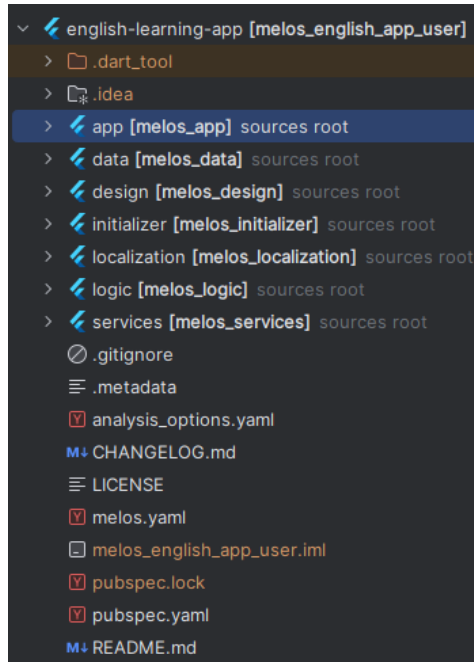 english-learning-app [melos_english_app_user]
.dart_tool
.idea
app [melos_app] sources root
data [melos_data] sources root
design [melos_design] sources root
initializer [melos_initializer] sources root
localization [melos_localization] sources root
logic [melos_logic] sources root
services [melos_services] sources root
.gitignore
.metadata
Y analysis_options.yaml
M↓ CHANGELOG.md
LICENSE
Y melos.yaml
melos_english_app_user.iml
Y pubspec.lock
Y pubspec.yaml
M↓ README.md